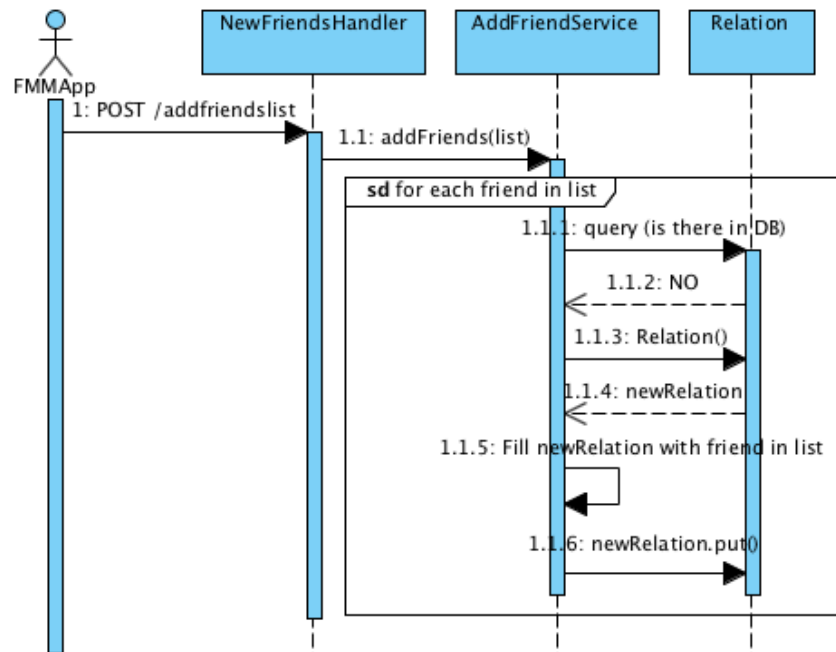 NewFriendsHandler
AddFriendService
Relation
FMMApp
1: POST /addfriendslist
1.1: addFriends(list)
sd for each friend in list
1.1.1: query (is there in DB)
1.1.2: NO
1.1.3: Relation()
1.1.4: newRelation
1.1.5: Fill newRelation with friend in list
1.1.6: newRelation.put()